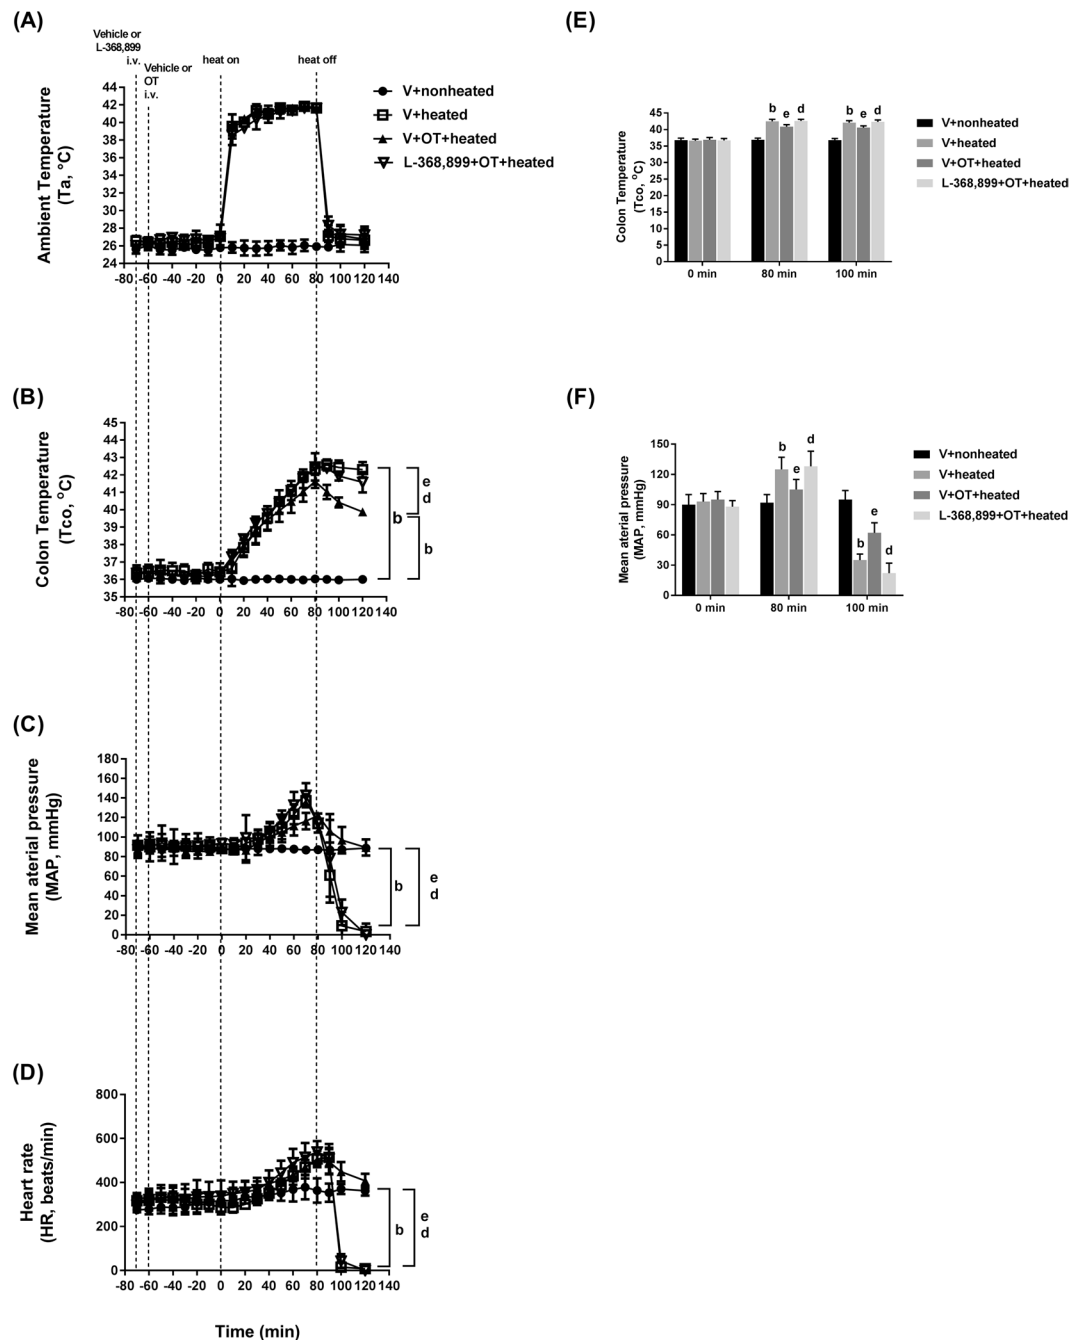 (A)
Vehicle or
L-368,899
i.v.
Vehicle or
OT
i.v.
heat on
heat off
Ambient Temperature
(Ta, °C)
44
42
40
38
36
34
32
30
28
26
24
-80 -60 -40 -20 0 20 40 60 80 100 120 140
V+nonheated
V+heated
V+OT+heated
L-368,899+OT+heated
(B)
Colon Temperature
(Tco, °C)
45
44
43
42
41
40
39
38
37
36
35
-80 -60 -40 -20 0 20 40 60 80 100 120 140
b
b
e
d
(C)
Mean aterial pressure
(MAP, mmHg)
180
160
140
120
100
80
60
40
20
0
-80 -60 -40 -20 0 20 40 60 80 100 120 140
b
e
d
(D)
Heart rate
(HR, beats/min)
800
600
400
200
0
-80 -60 -40 -20 0 20 40 60 80 100 120 140
b
e
d
Time (min)
(E)
Colon Temperature
(Tco, °C)
45
40
35
30
25
20
15
10
5
0
b e d
b e d
0 min 80 min 100 min
V+nonheated
V+heated
V+OT+heated
L-368,899+OT+heated
(F)
Mean aterial pressure
(MAP, mmHg)
150
120
90
60
30
0
b e d
b e d
0 min 80 min 100 min
V+nonheated
V+heated
V+OT+heated
L-368,899+OT+heated